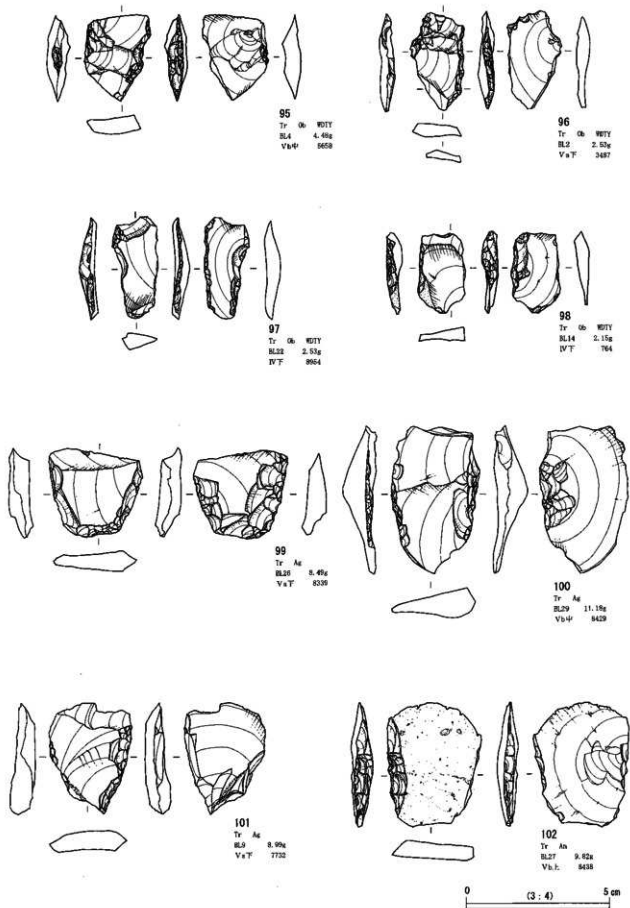 95
Tr Ob WDTY
BL4 4.48g
Vb中 5658
96
Tr Ob WDTY
BL2 2.53g
Va下 3487
97
Tr Ob WDTY
BL22 2.53g
IV下 8954
98
Tr Ob WDTY
BL14 2.15g
IV下 764
99
Tr Ag
BL26 8.49g
Va下 8339
100
Tr Ag
BL29 11.18g
Vb中 8429
101
Tr Ag
BL9 8.99g
Va下 7732
102
Tr An
BL27 9.82g
Vb上 8438
0 (3:4) 5 cm